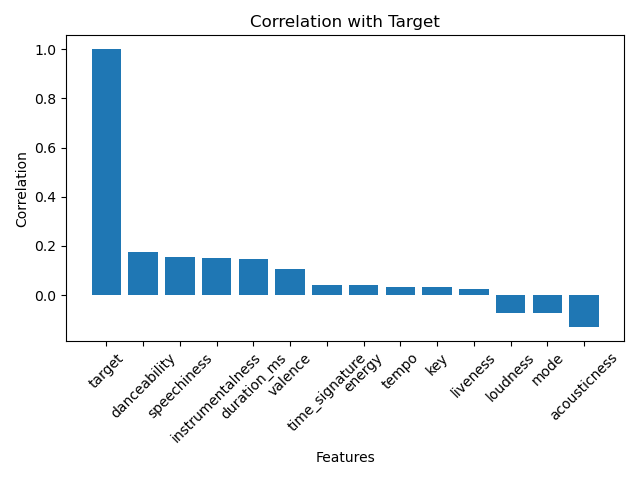 Correlation with Target
Correlation
1.0
0.8
0.6
0.4
0.2
0.0
target
danceability
speechiness
instrumentalness
duration_ms
valence
time_signature
energy
tempo
key
liveness
loudness
mode
acousticness
Features